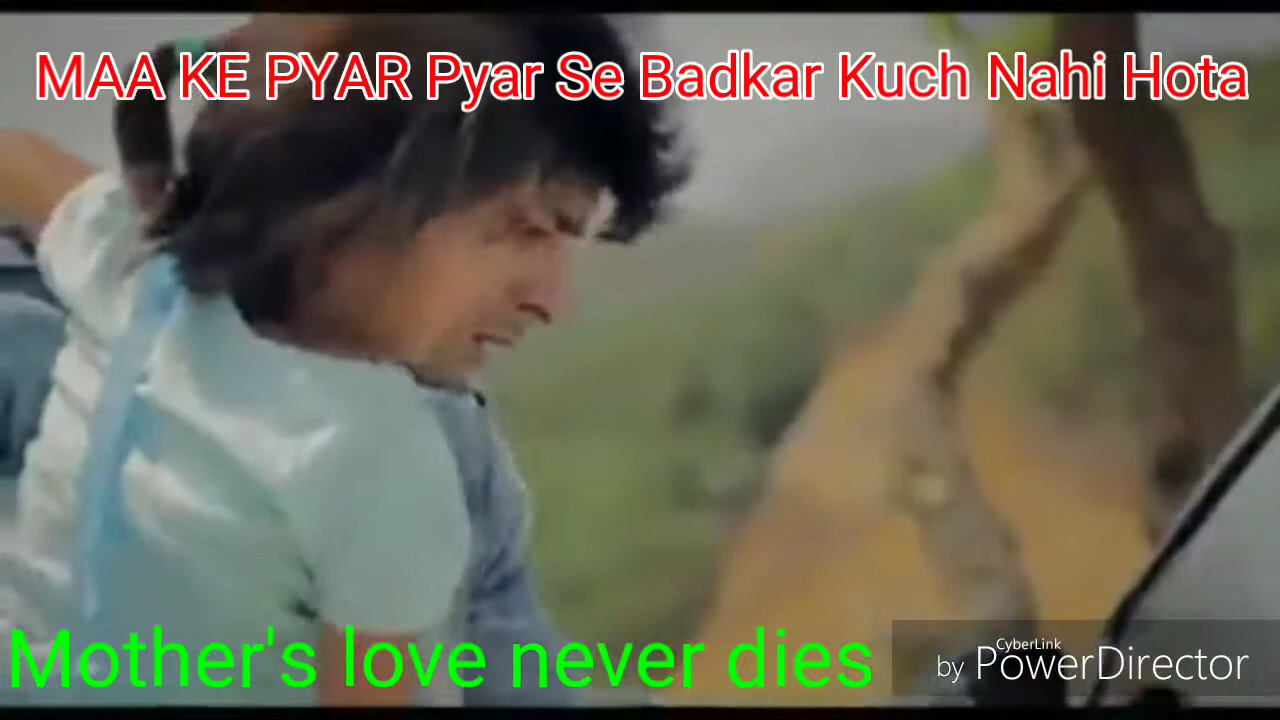 MAA KE PYAR Pyar Se Badkar Kuch Nahi Hota
Mother's love never dies
CyberLink
by PowerDirector